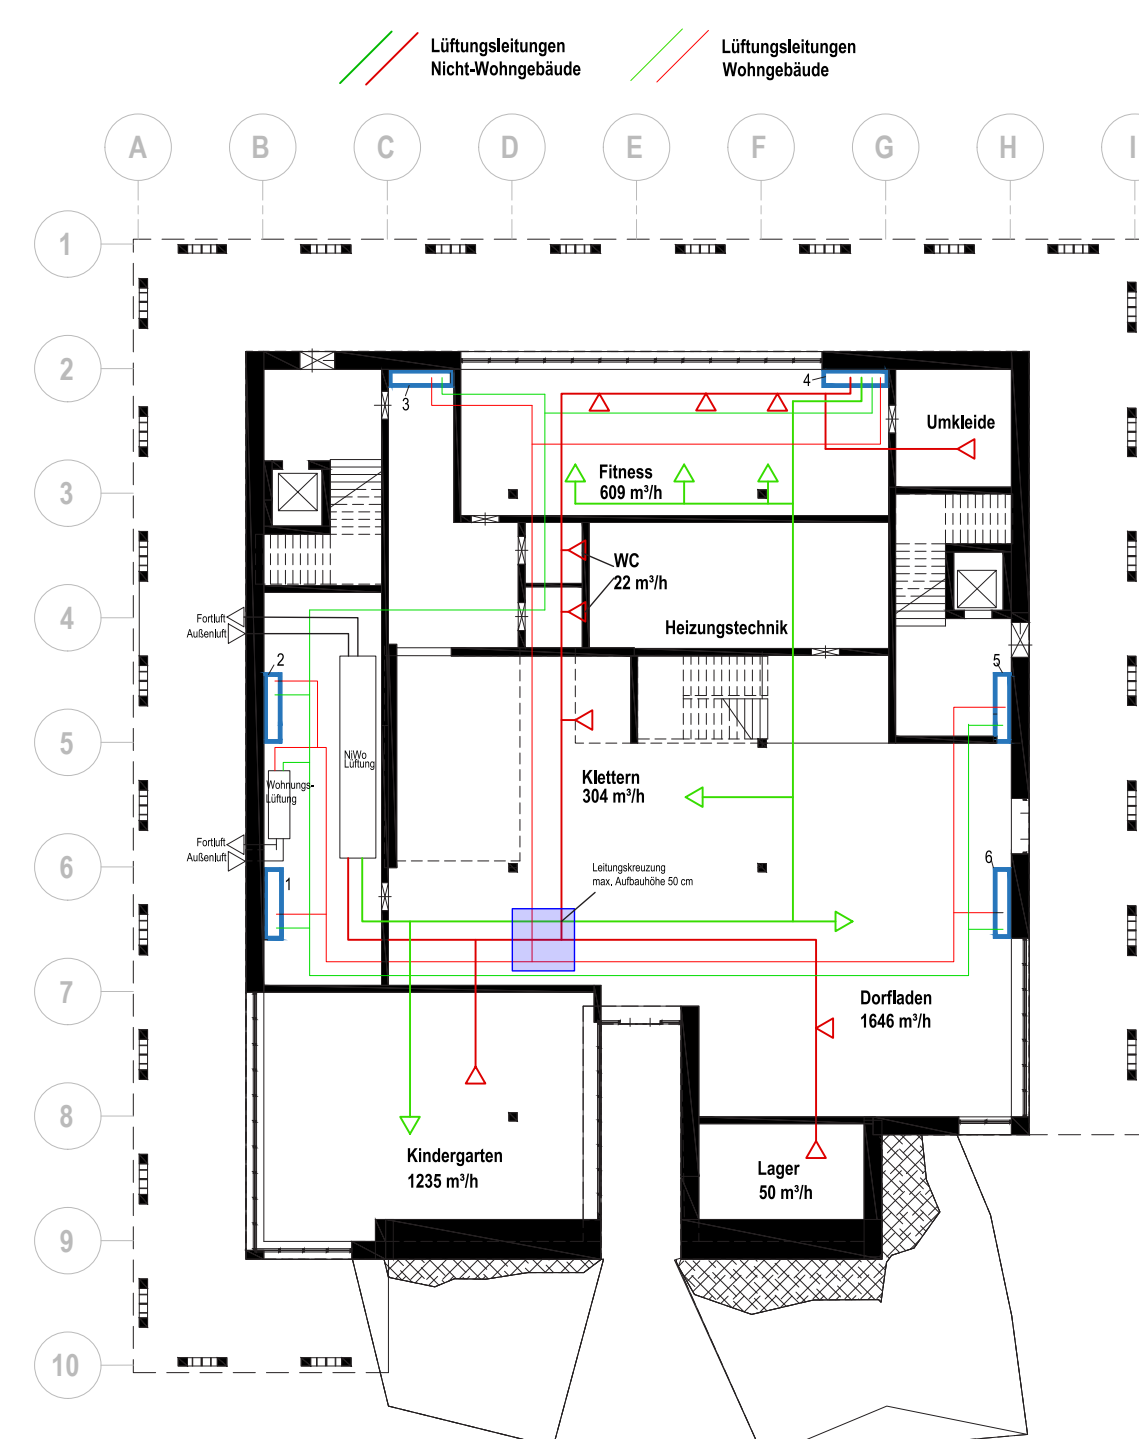 Lüftungsleitungen
Nicht-Wohngebäude
Lüftungsleitungen
Wohngebäude
A
B
C
D
E
F
G
H
I
1
2
3
4
5
6
7
8
9
10
3
4
Umkleide
Fitness
609 m³/h
WC
22 m³/h
Heizungstechnik
Fortluft
Außenluft
2
5
NiWo
Lüftung
Wohnungs-
Lüftung
Klettern
304 m³/h
Fortluft
Außenluft
1
6
Leitungskreuzung
max. Aufbauhöhe 50 cm
Dorfladen
1646 m³/h
Kindergarten
1235 m³/h
Lager
50 m³/h